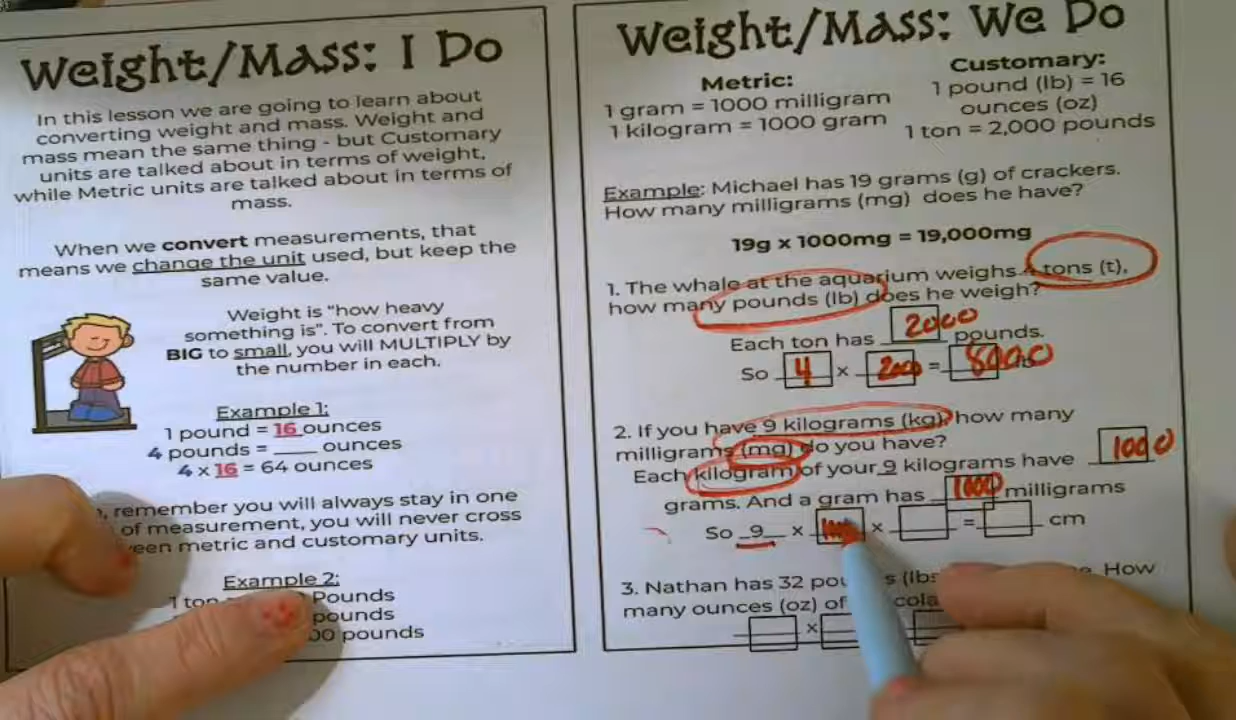 Weight/Mass: I Do
In this lesson we are going to learn about
converting weight and mass. Weight and
mass mean the same thing - but Customary
units are talked about in terms of weight,
while Metric units are talked about in terms of
mass.
When we convert measurements, that
means we change the unit used, but keep the
same value.
Weight is "how heavy
something is". To convert from
BIG to small, you will MULTIPLY by
the number in each.
Example 1:
1 pound = 16 ounces
4 pounds = ____ ounces
4 x 16 = 64 ounces
remember you will always stay in one
of measurement, you will never cross
metric and customary units.
Example 2:
1 ton Pounds
pounds
pounds
Weight/Mass: We Do
Metric:
1 gram = 1000 milligram
1 kilogram = 1000 gram
Customary:
1 pound (lb) = 16
ounces (oz)
1 ton = 2,000 pounds
Example: Michael has 19 grams (g) of crackers.
How many milligrams (mg) does he have?
19g x 1000mg = 19,000mg
1. The whale at the aquarium weighs 4 tons (t),
how many pounds (lb) does he weigh?
Each ton has 2000 pounds.
So 4 x 2000 = 8000
2. If you have 9 kilograms (kg), how many
milligrams (mg) do you have?
Each kilogram of your 9 kilograms have 1000
grams. And a gram has 1000 milligrams
So 9 x x = cm
3. Nathan has 32 How
many ounces (oz) of
x